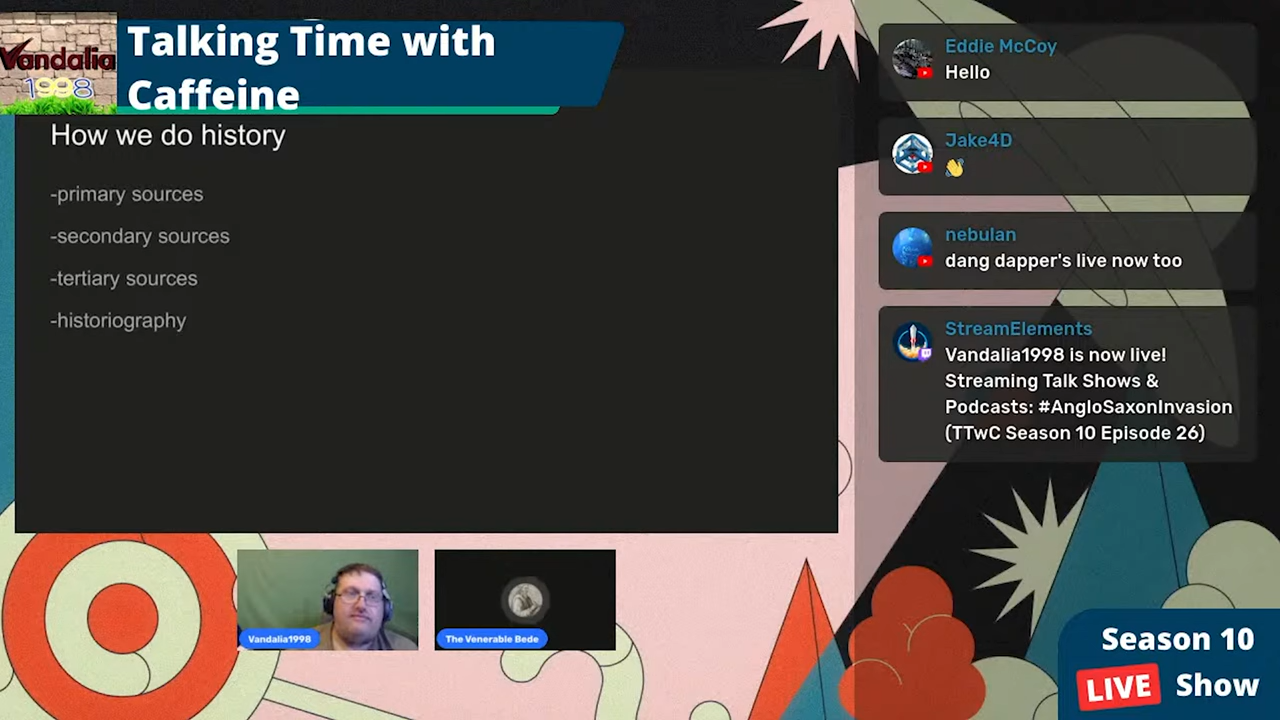 Vandalia
1998
Talking Time with
Caffeine
How we do history
-primary sources
-secondary sources
-tertiary sources
-historiography
Eddie McCoy
Hello
Jake4D
👋
nebulan
dang dapper's live now too
StreamElements
Vandalia1998 is now live!
Streaming Talk Shows &
Podcasts: #AngloSaxonInvasion
(TTwC Season 10 Episode 26)
Vandalia1998
The Venerable Bede
Season 10
LIVE Show